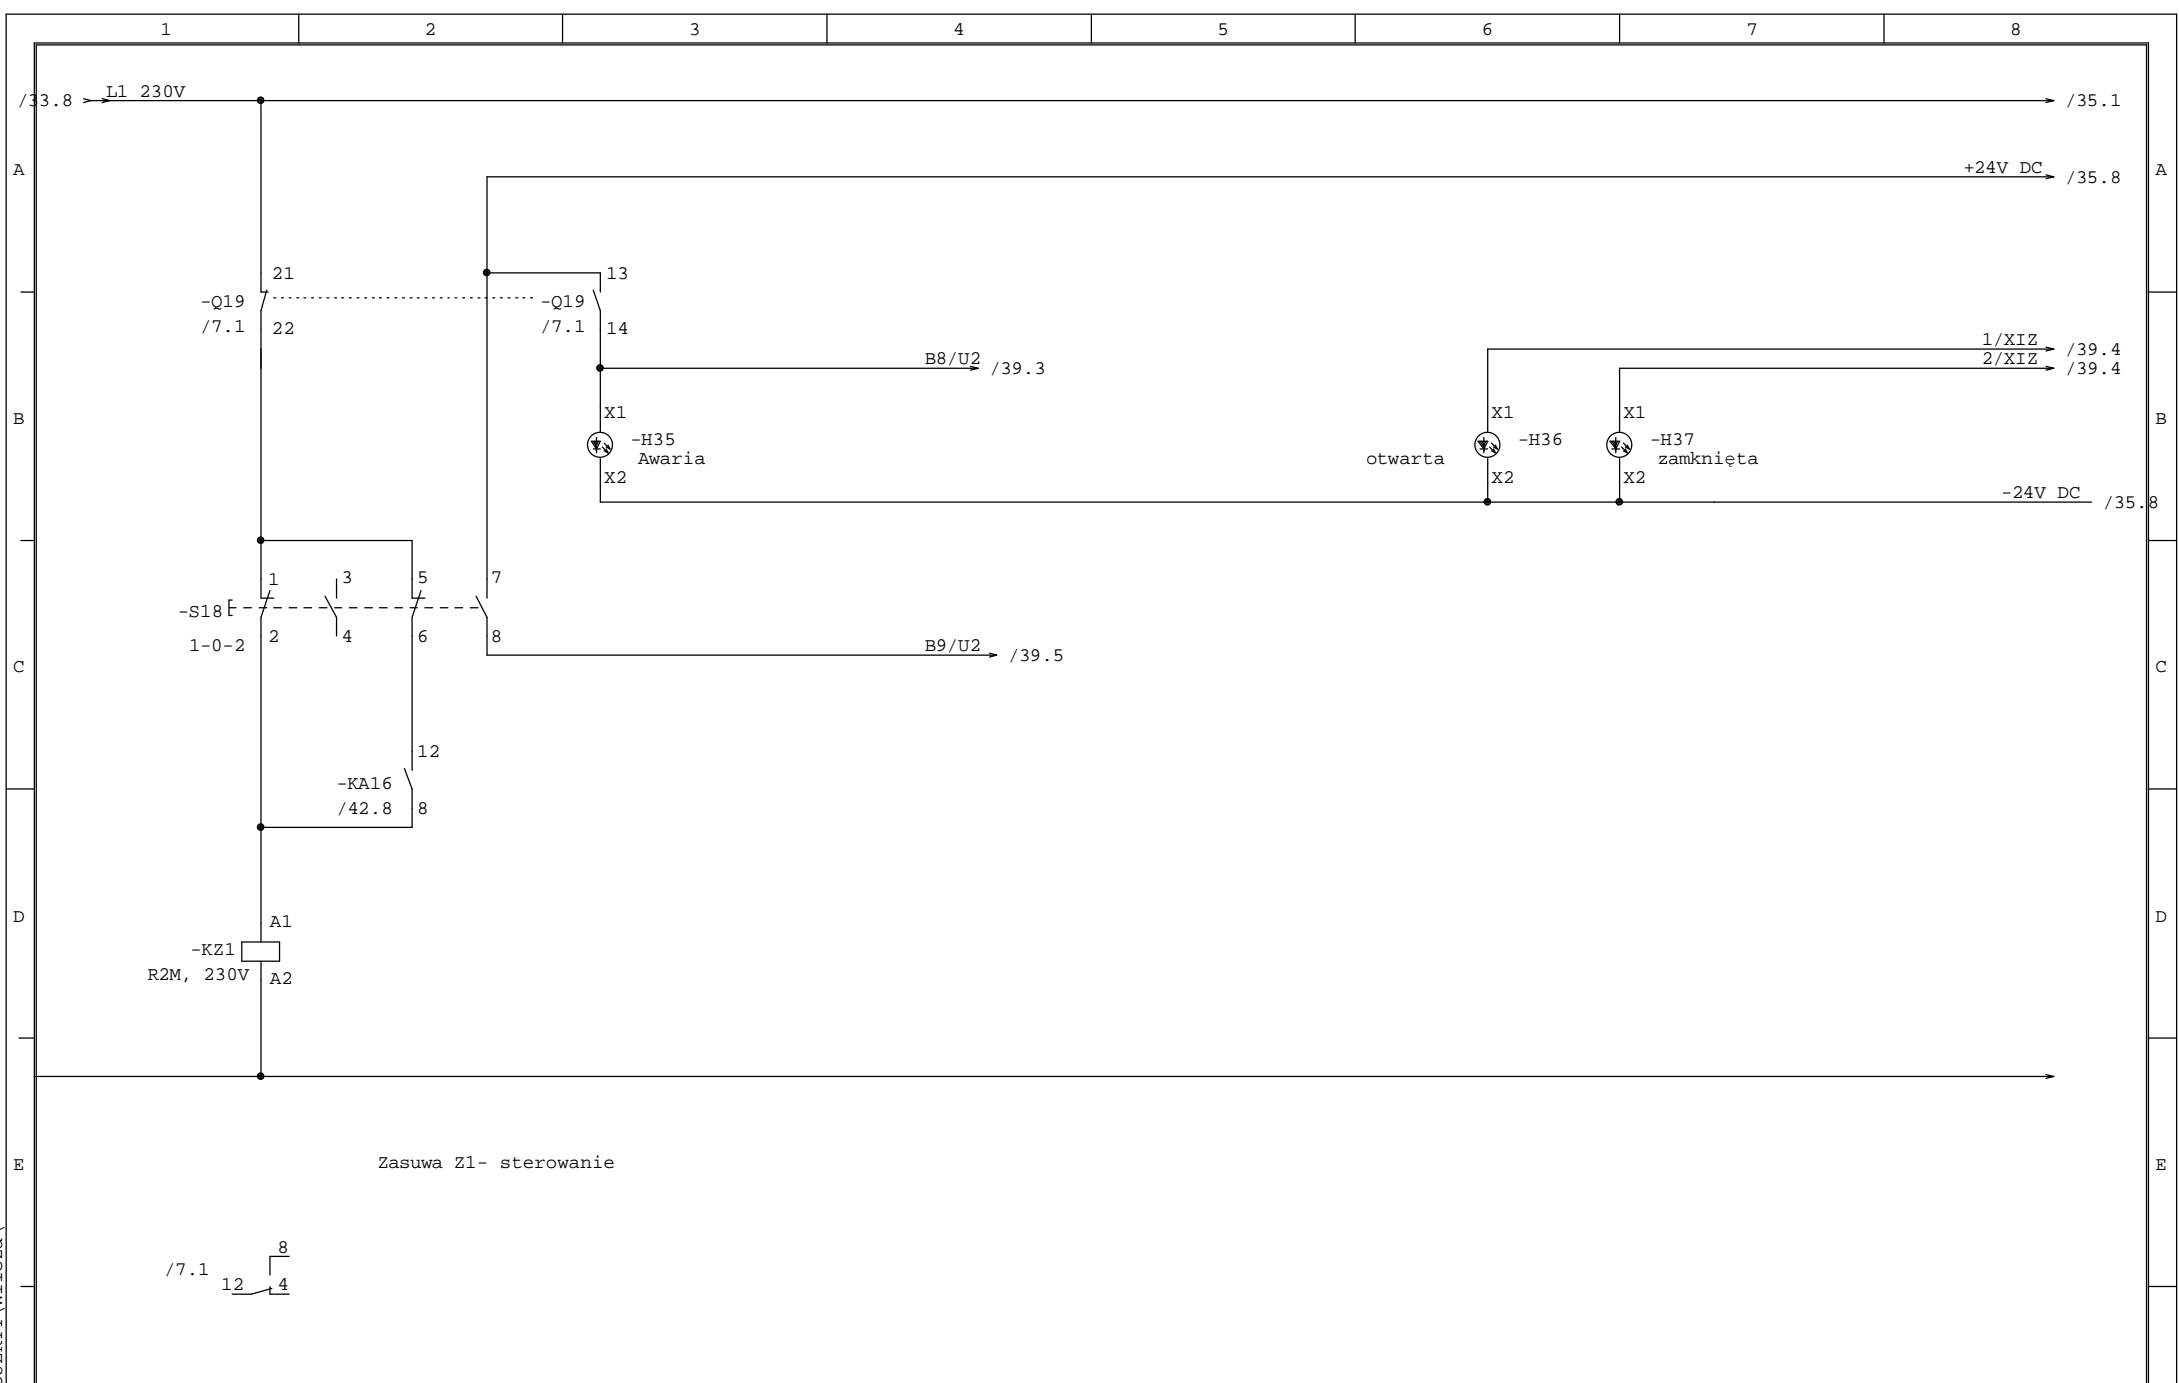 1 2 3 4 5 6 7 8
/33.8 L1 230V /35.1
A +24V DC /35.8 A
21 13
-Q19 -Q19
/7.1 22 /7.1 14
1/XIZ /39.4
B8/U2 /39.3 2/XIZ /39.4
X1 X1 X1
B -H35 -H36 -H37 B
Awaria otwarta zamknięta
X2 X2 X2
-24V DC /35.8
1 3 5 7
-S18
1-0-2 2 4 6 8
B9/U2 /39.5
C C
12
-KA16
/42.8 8
D A1 D
-KZ1
R2M, 230V A2
E Zasuwa Z1- sterowanie E
8
/7.1
12 4